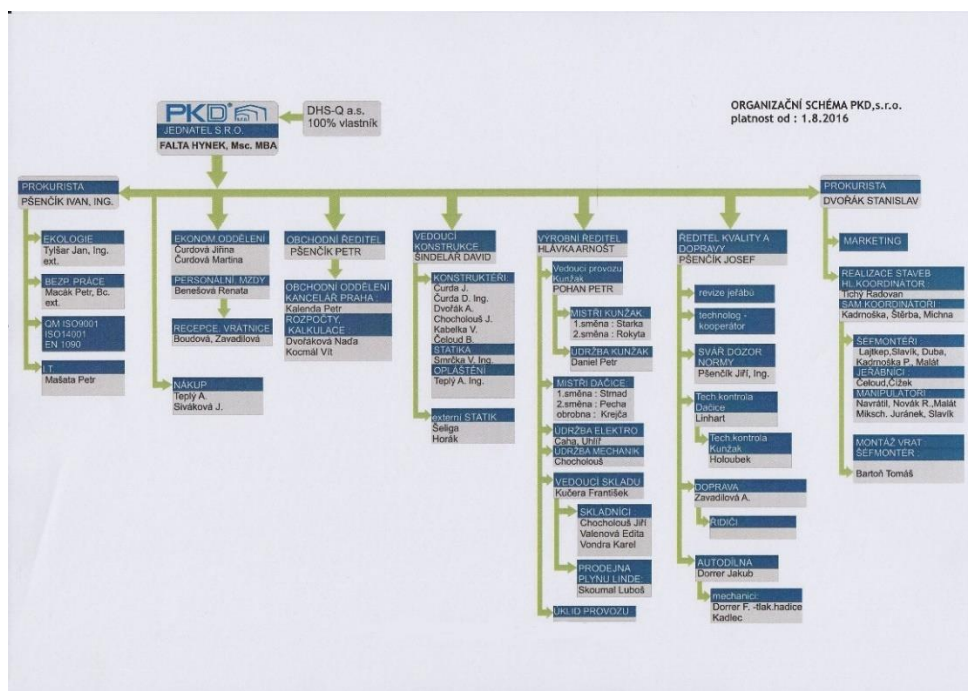 ORGANIZAČNÍ SCHÉMA PKD,s.r.o.
platnost od : 1.8.2016
PKD
s.r.o.
JEDNATEL S.R.O.
FALTA HYNEK, Msc. MBA
DHS-Q a.s.
100% vlastník
PROKURISTA
PŠENČÍK IVAN, ING.
EKOLOGIE
Tylšar Jan, Ing.
ext.
BEZP. PRÁCE
Macák Petr, Bc.
ext.
QM ISO9001
ISO14001
EN 1090
I.T.
Mašata Petr
EKONOM.ODDĚLENÍ
Čurdová Jiřina
Čurdová Martina
PERSONÁLNÍ, MZDY
Benešová Renata
RECEPCE, VRÁTNICE
Boudová, Zavadilová
NÁKUP
Teplý A.
Siváková J.
OBCHODNÍ ŘEDITEL
PŠENČÍK PETR
OBCHODNÍ ODDĚLENÍ
KANCELÁŘ PRAHA :
Kalenda Petr
ROZPOČTY,
KALKULACE
Dvořáková Naďa
Kocmál Vít
VEDOUCÍ
KONSTRUKCE
ŠINDELÁŘ DAVID
KONSTRUKTÉŘI
Čurda J.
Čurda D. Ing.
Dvořák A.
Chocholouš J.
Kabelka V.
Čeloud B.
STATIKA
Smrčka V. Ing.
OPLÁŠTĚNÍ
Teplý A. Ing.
externí STATIK
Šeliga
Horák
VÝROBNÍ ŘEDITEL
HLÁVKA ARNOŠT
Vedoucí provozu
Kunžak
POHAN PETR
MISTŘI KUNŽAK
1.směna : Starka
2.směna : Rokyta
ÚDRŽBA KUNŽAK
Daniel Petr
MISTŘI DAČICE:
1.směna : Strnad
2.směna : Pecha
obrobna : Krejča
ÚDRŽBA ELEKTRO
Caha, Uhlíř
ÚDRŽBA MECHANIK
Chocholouš
VEDOUCÍ SKLADU
Kučera František
SKLADNÍCI :
Chocholouš Jiří
Valenová Edita
Vondra Karel
PRODEJNA
PLYNU LINDE:
Skoumal Luboš
ÚKLID PROVOZU
ŘEDITEL KVALITY A
DOPRAVY
PŠENČÍK JOSEF
revize jeřábů
technolog -
kooperátor
SVÁŘ.DOZOR
NORMY
Pšenčík Jiří, Ing.
Tech.kontrola
Dačice
Linhart
Tech.kontrola
Kunžak
Holoubek
DOPRAVA
Zavadilová A.
ŘIDIČI
AUTODÍLNA
Dorrer Jakub
mechanici:
Dorrer F. -tlak.hadice
Kadlec
PROKURISTA
DVOŘÁK STANISLAV
MARKETING
REALIZACE STAVEB
HL.KOORDINÁTOR :
Tichý Radovan
SAM.KOORDINÁTOŘI
Kadmoška, Štěrba, Michna
ŠÉFMONTÉŘI :
Lajtkep,Slavík, Duba,
Kadmoška P., Malát
JEŘÁBNÍCI :
Čeloud,Čížek
MANIPULÁTOŘI
Navrátil, Novák R.,Malát
Miksch. Juránek, Slavík
MONTÁŽ VRAT :
ŠÉFMONTÉR :
Bartoň Tomáš